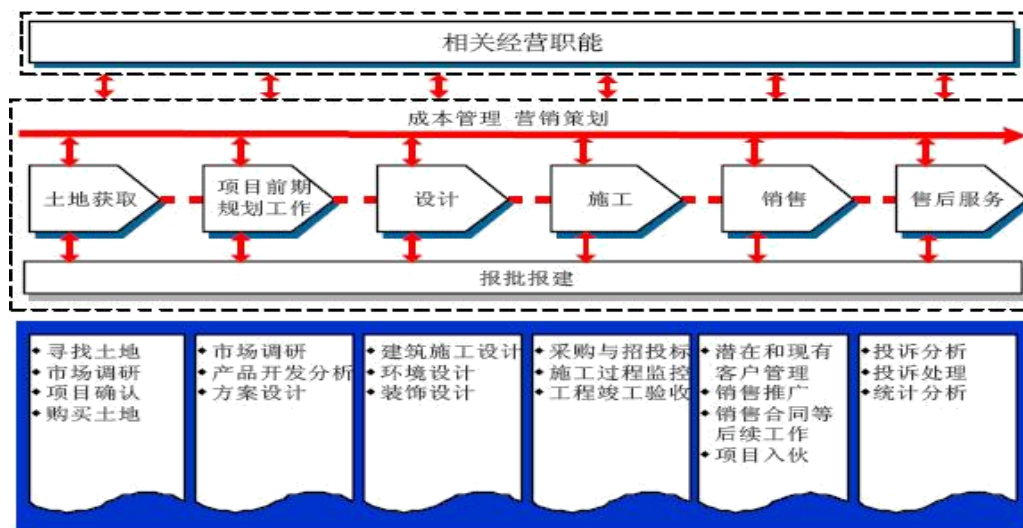 相关经营职能
成本管理 营销策划
土地获取
项目前期
规划工作
设计
施工
销售
售后服务
报批报建
◆寻找土地
◆市场调研
◆项目确认
◆购买土地
◆市场调研
◆产品开发分析
◆方案设计
◆建筑施工设计
◆环境设计
◆装饰设计
◆采购与招投标
◆施工过程监控
◆工程竣工验收
◆潜在和现有
客户管理
◆销售推广
◆销售合同等
后续工作
◆项目入伙
◆投诉分析
◆投诉处理
◆统计分析